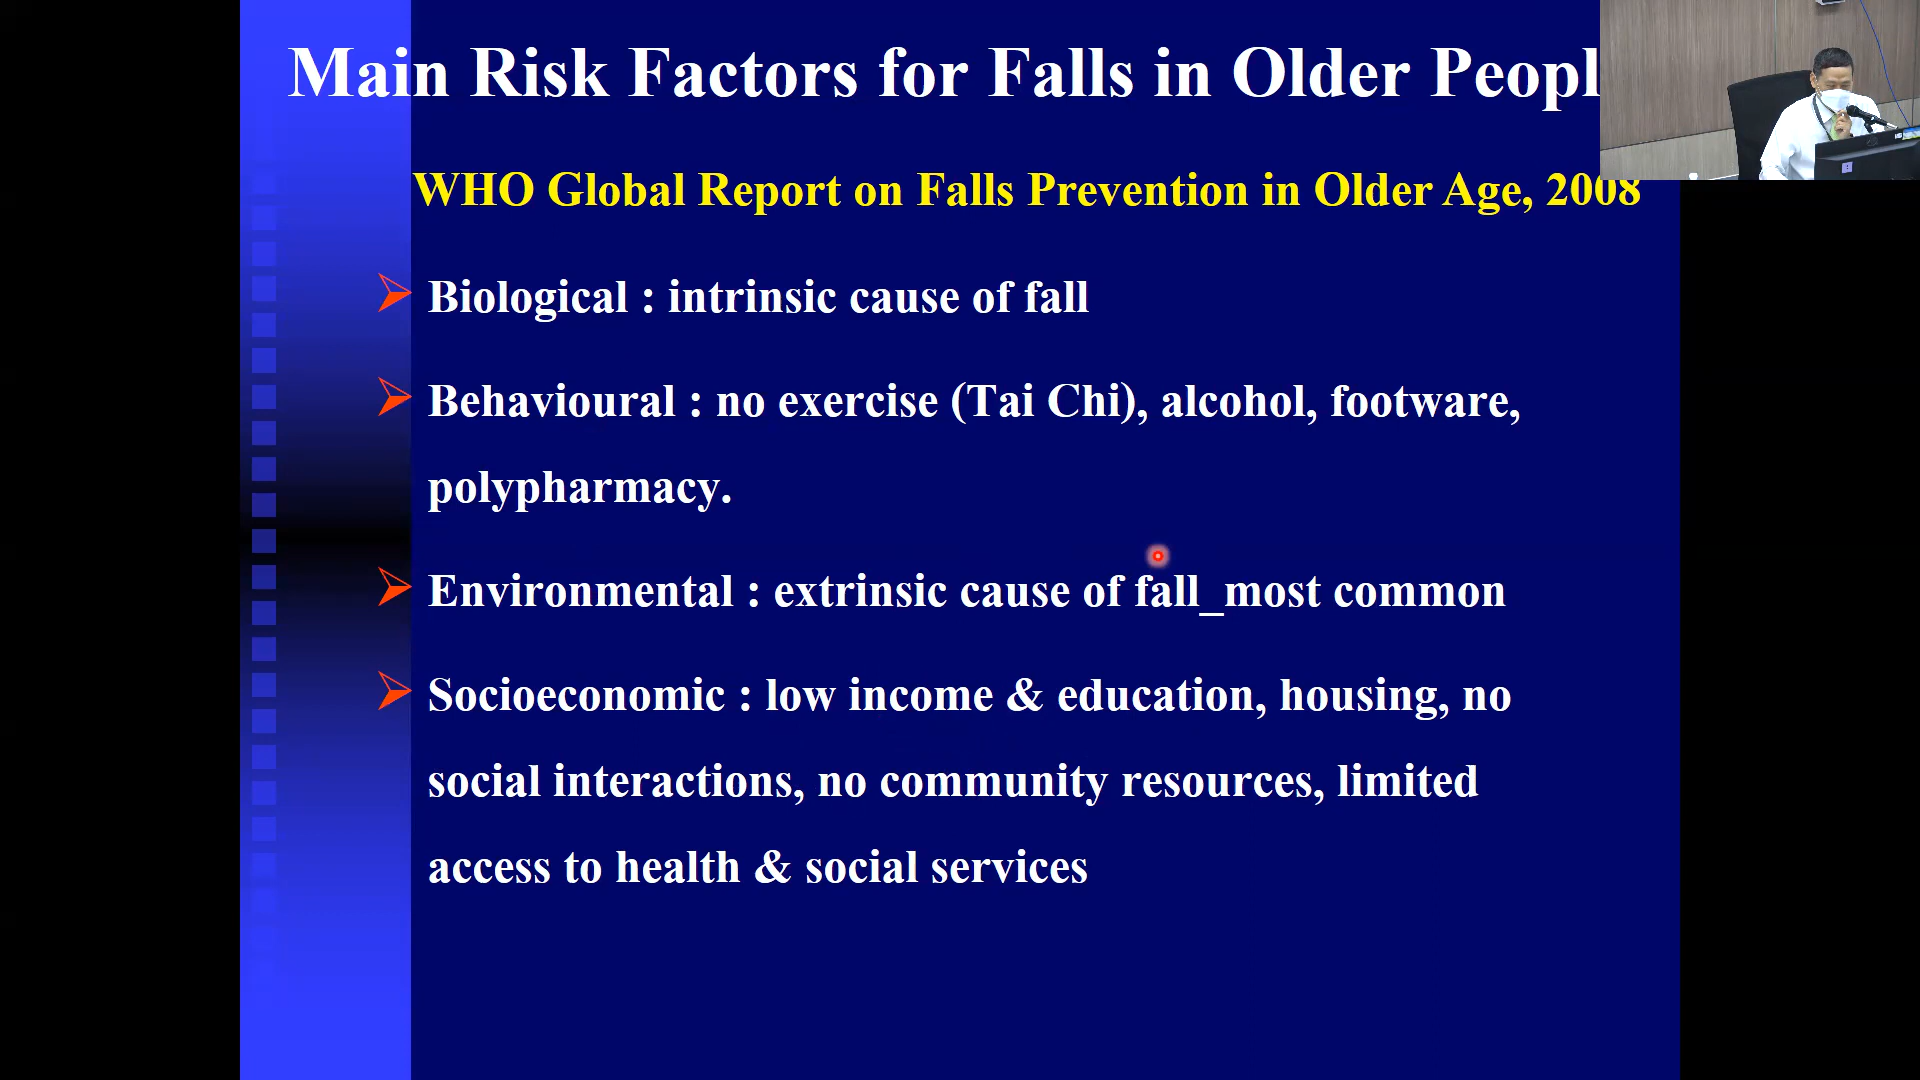 Main Risk Factors for Falls in Older Peopl
WHO Global Report on Falls Prevention in Older Age, 2008
Biological : intrinsic cause of fall
Behavioural : no exercise (Tai Chi), alcohol, footware,
polypharmacy.
Environmental : extrinsic cause of fall_most common
Socioeconomic : low income & education, housing, no
social interactions, no community resources, limited
access to health & social services